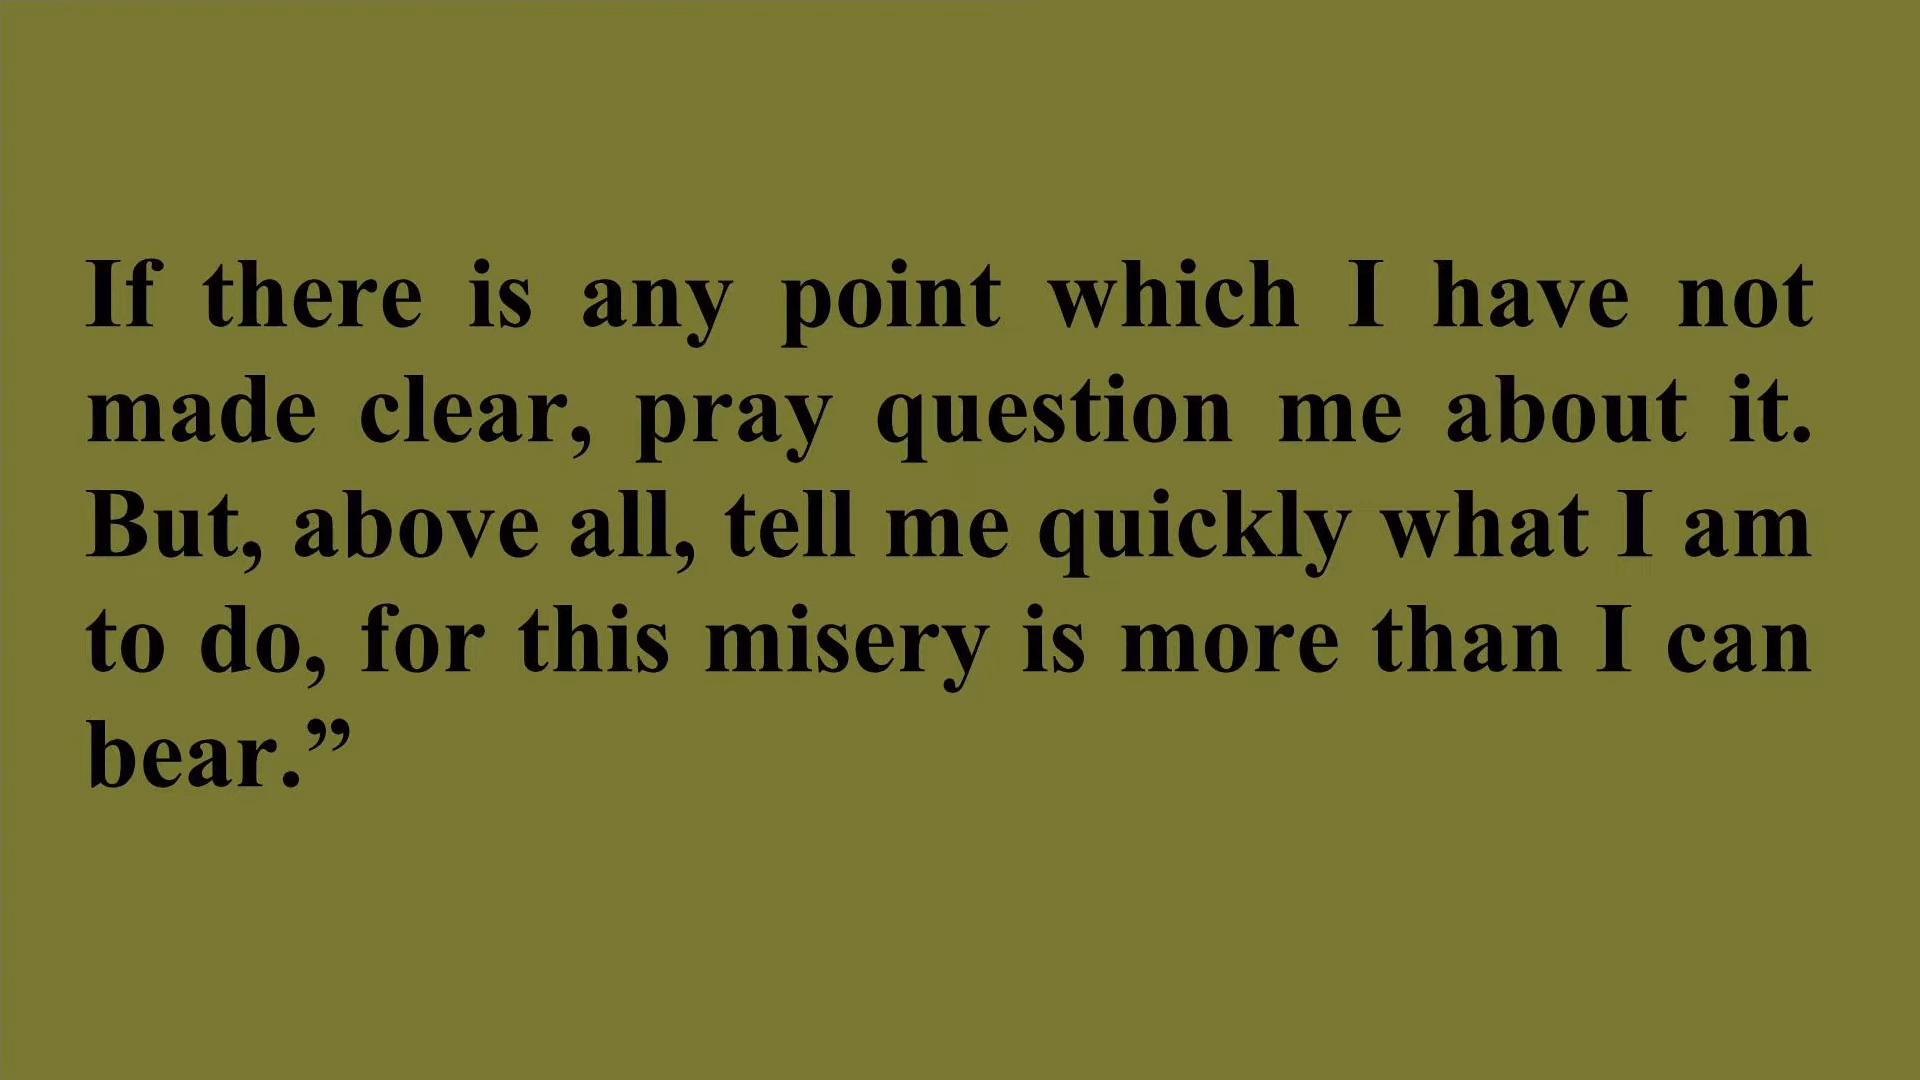 If there is any point which I have not
made clear, pray question me about it.
But, above all, tell me quickly what I am
to do, for this misery is more than I can
bear.”